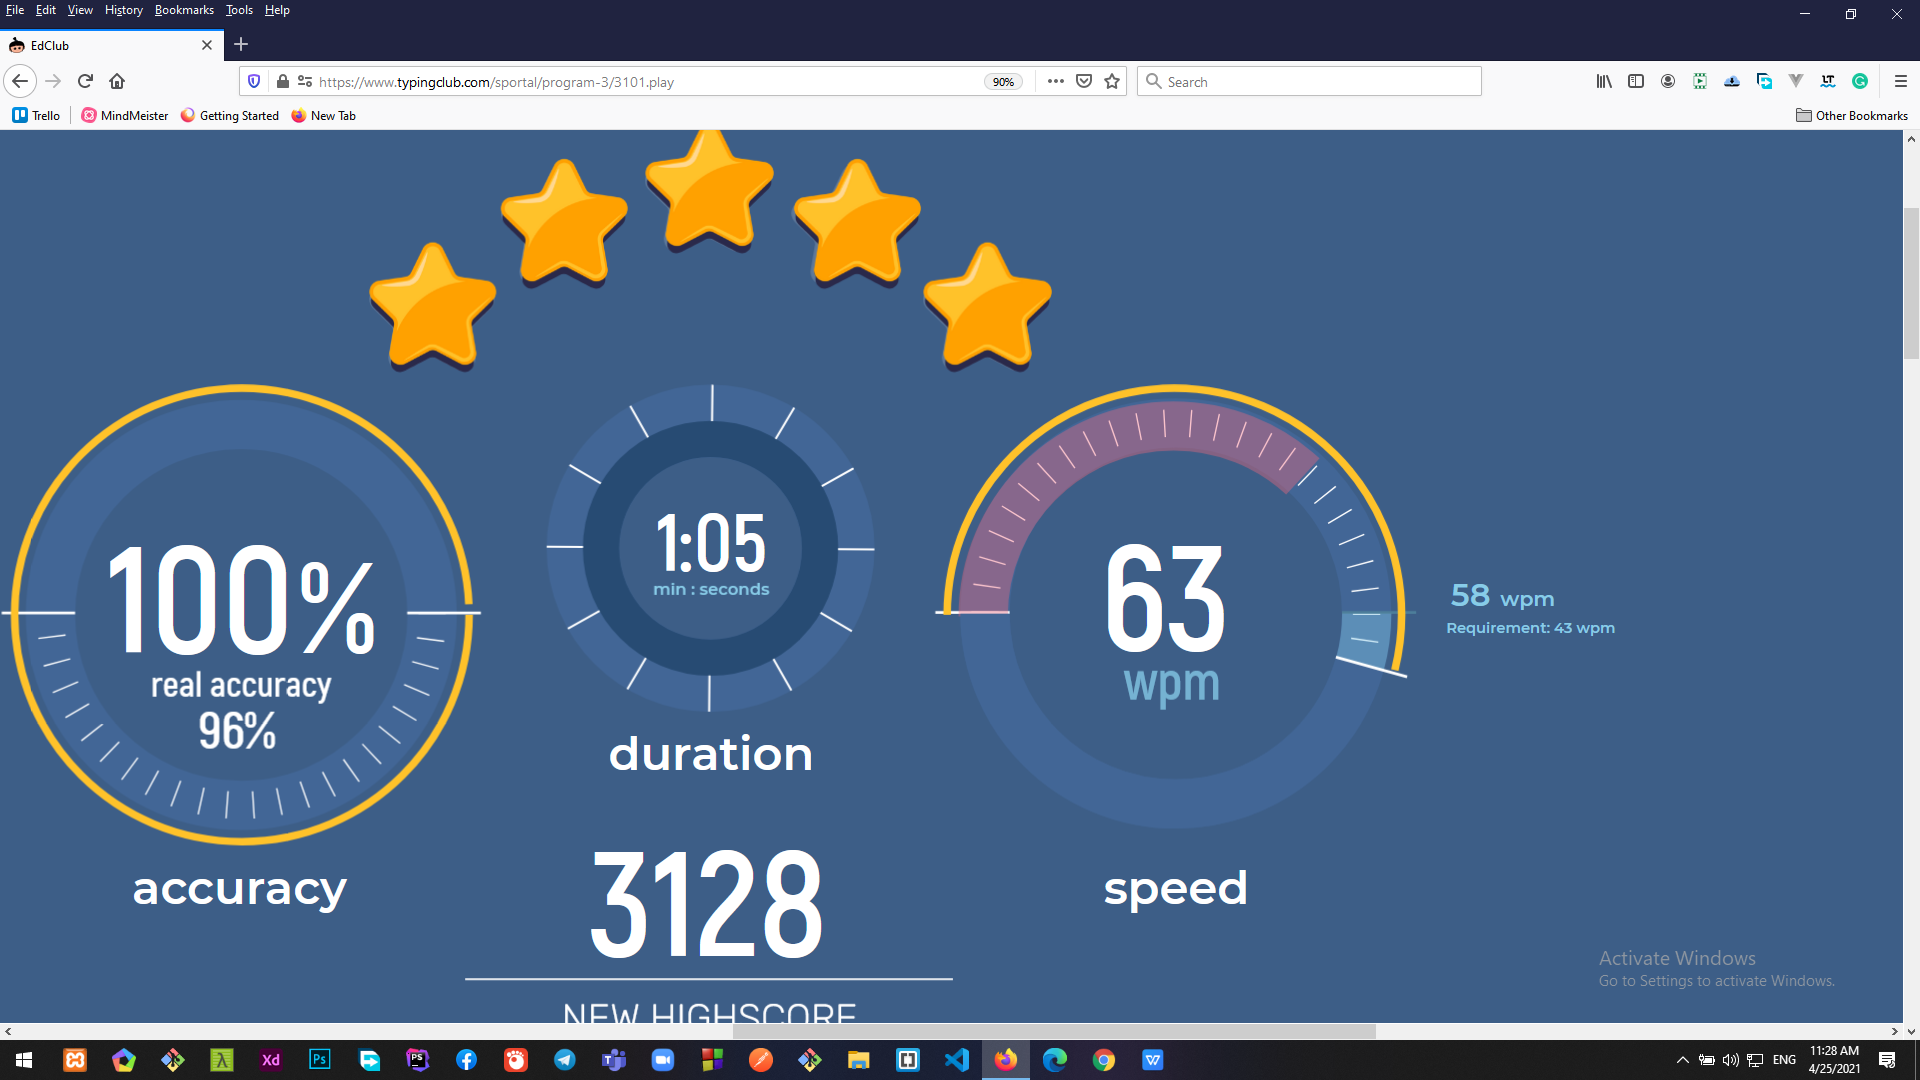 File Edit View History Bookmarks Tools Help
EdClub
https://www.typingclub.com/sportal/program-3/3101.play
90%
Search
Trello
MindMeister
Getting Started
New Tab
Other Bookmarks
100%
real accuracy
96%
accuracy
1:05
min : seconds
duration
63
wpm
speed
58 wpm
Requirement: 43 wpm
3128
NEW HIGHSCORE
Activate Windows
Go to Settings to activate Windows.
ENG
11:28 AM
4/25/2021